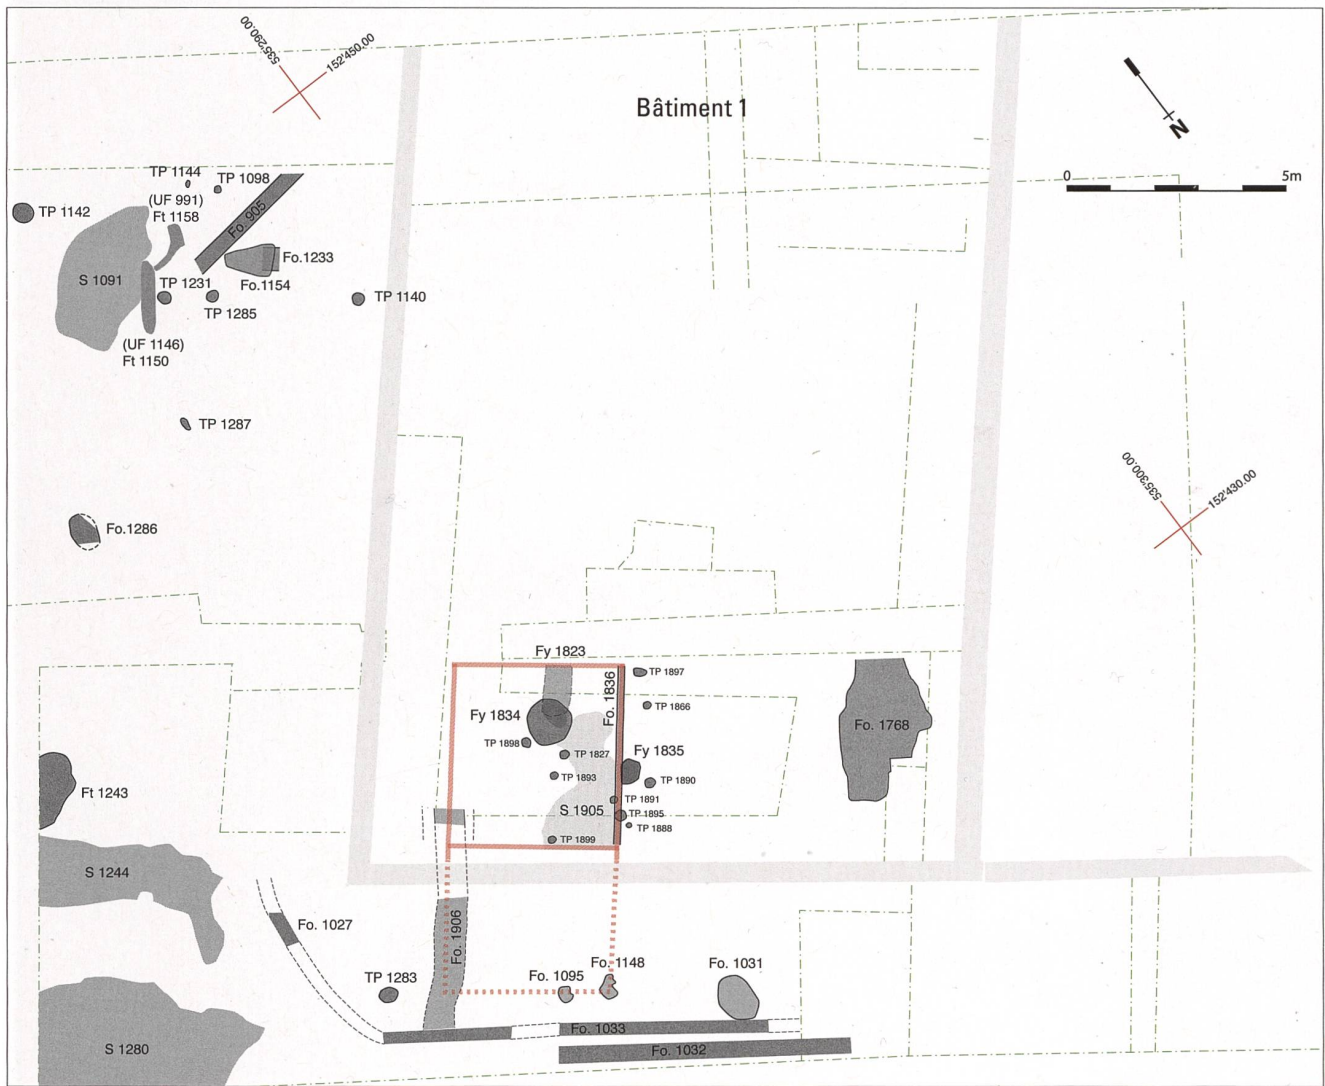 535'290.00
152'450.00
Bâtiment 1
N
0
5m
TP 1144
TP 1098
(UF 991)
Ft 1158
TP 1142
Fo. 905
Fo.1233
S 1091
TP 1231
Fo.1154
TP 1285
TP 1140
(UF 1146)
Ft 1150
TP 1287
535'300.00
152'430.00
Fo.1286
Fy 1823
Fo. 1836
TP 1897
TP 1866
Fy 1834
Fo. 1768
TP 1898
TP 1827
Fy 1835
TP 1893
TP 1890
Ft 1243
TP 1891
S 1905
TP 1895
TP 1888
TP 1899
S 1244
Fo. 1027
Fo. 1906
TP 1283
Fo. 1095
Fo. 1148
Fo. 1031
Fo. 1033
S 1280
Fo. 1032